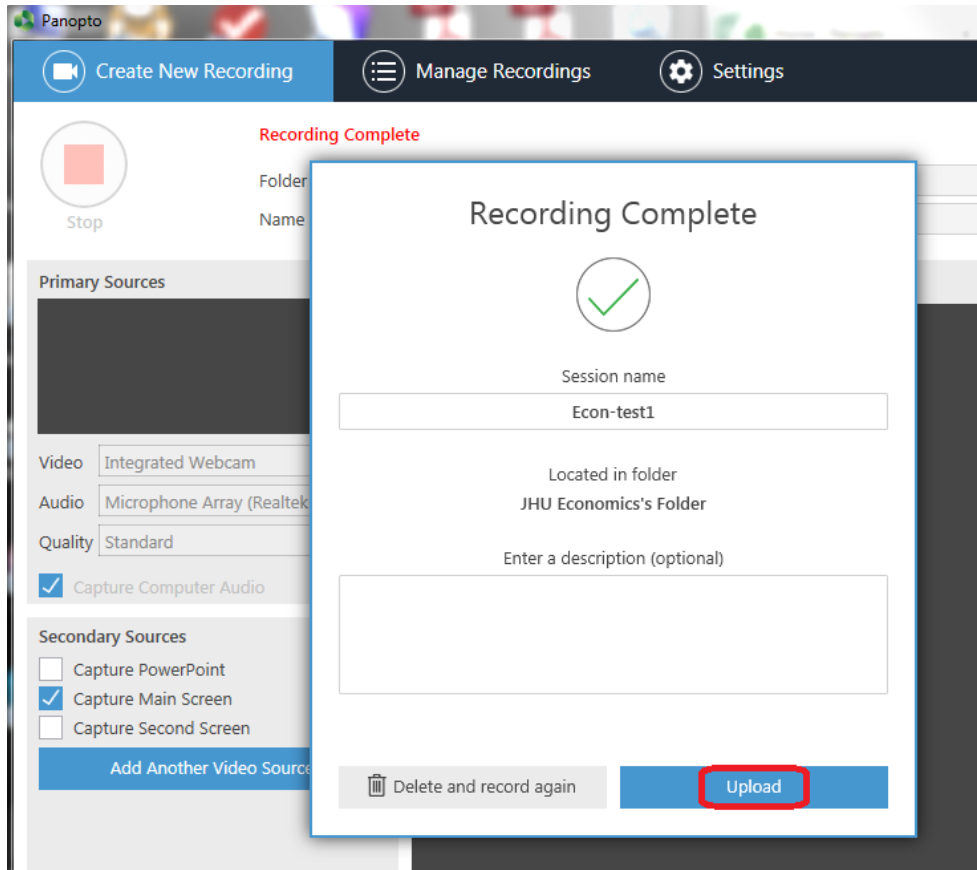 Panopto
Create New Recording Manage Recordings Settings
Recording Complete
Folder
Name
Stop
Recording Complete
Session name
Econ-test1
Located in folder
JHU Economics's Folder
Enter a description (optional)
Delete and record again Upload
Primary Sources
Video Integrated Webcam
Audio Microphone Array (Realtek
Quality Standard
Capture Computer Audio
Secondary Sources
Capture PowerPoint
Capture Main Screen
Capture Second Screen
Add Another Video Source